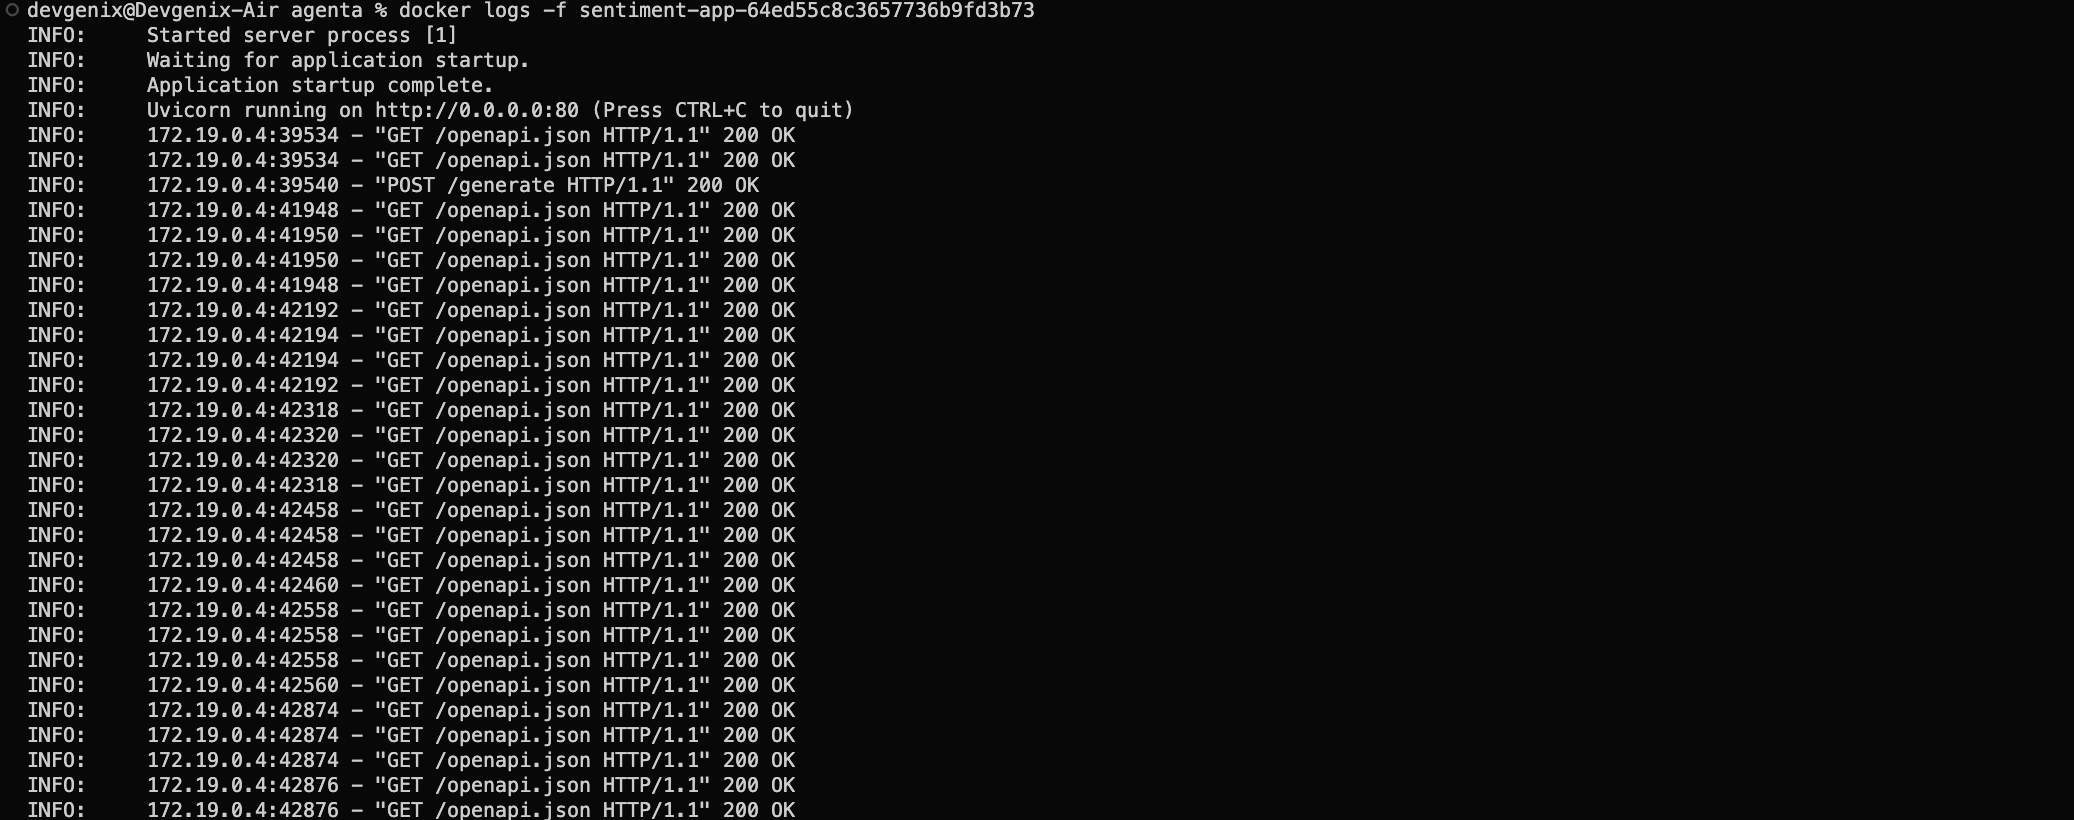 devgenix@Devgenix-Air agenta % docker logs -f sentiment-app-64ed55c8c3657736b9fd3b73
INFO:     Started server process [1]
INFO:     Waiting for application startup.
INFO:     Application startup complete.
INFO:     Uvicorn running on http://0.0.0.0:80 (Press CTRL+C to quit)
INFO:     172.19.0.4:39534 - "GET /openapi.json HTTP/1.1" 200 OK
INFO:     172.19.0.4:39534 - "GET /openapi.json HTTP/1.1" 200 OK
INFO:     172.19.0.4:39540 - "POST /generate HTTP/1.1" 200 OK
INFO:     172.19.0.4:41948 - "GET /openapi.json HTTP/1.1" 200 OK
INFO:     172.19.0.4:41950 - "GET /openapi.json HTTP/1.1" 200 OK
INFO:     172.19.0.4:41950 - "GET /openapi.json HTTP/1.1" 200 OK
INFO:     172.19.0.4:41948 - "GET /openapi.json HTTP/1.1" 200 OK
INFO:     172.19.0.4:42192 - "GET /openapi.json HTTP/1.1" 200 OK
INFO:     172.19.0.4:42194 - "GET /openapi.json HTTP/1.1" 200 OK
INFO:     172.19.0.4:42194 - "GET /openapi.json HTTP/1.1" 200 OK
INFO:     172.19.0.4:42192 - "GET /openapi.json HTTP/1.1" 200 OK
INFO:     172.19.0.4:42318 - "GET /openapi.json HTTP/1.1" 200 OK
INFO:     172.19.0.4:42320 - "GET /openapi.json HTTP/1.1" 200 OK
INFO:     172.19.0.4:42320 - "GET /openapi.json HTTP/1.1" 200 OK
INFO:     172.19.0.4:42318 - "GET /openapi.json HTTP/1.1" 200 OK
INFO:     172.19.0.4:42458 - "GET /openapi.json HTTP/1.1" 200 OK
INFO:     172.19.0.4:42458 - "GET /openapi.json HTTP/1.1" 200 OK
INFO:     172.19.0.4:42458 - "GET /openapi.json HTTP/1.1" 200 OK
INFO:     172.19.0.4:42460 - "GET /openapi.json HTTP/1.1" 200 OK
INFO:     172.19.0.4:42558 - "GET /openapi.json HTTP/1.1" 200 OK
INFO:     172.19.0.4:42558 - "GET /openapi.json HTTP/1.1" 200 OK
INFO:     172.19.0.4:42558 - "GET /openapi.json HTTP/1.1" 200 OK
INFO:     172.19.0.4:42560 - "GET /openapi.json HTTP/1.1" 200 OK
INFO:     172.19.0.4:42874 - "GET /openapi.json HTTP/1.1" 200 OK
INFO:     172.19.0.4:42874 - "GET /openapi.json HTTP/1.1" 200 OK
INFO:     172.19.0.4:42874 - "GET /openapi.json HTTP/1.1" 200 OK
INFO:     172.19.0.4:42876 - "GET /openapi.json HTTP/1.1" 200 OK
INFO:     172.19.0.4:42876 - "GET /openapi.json HTTP/1.1" 200 OK